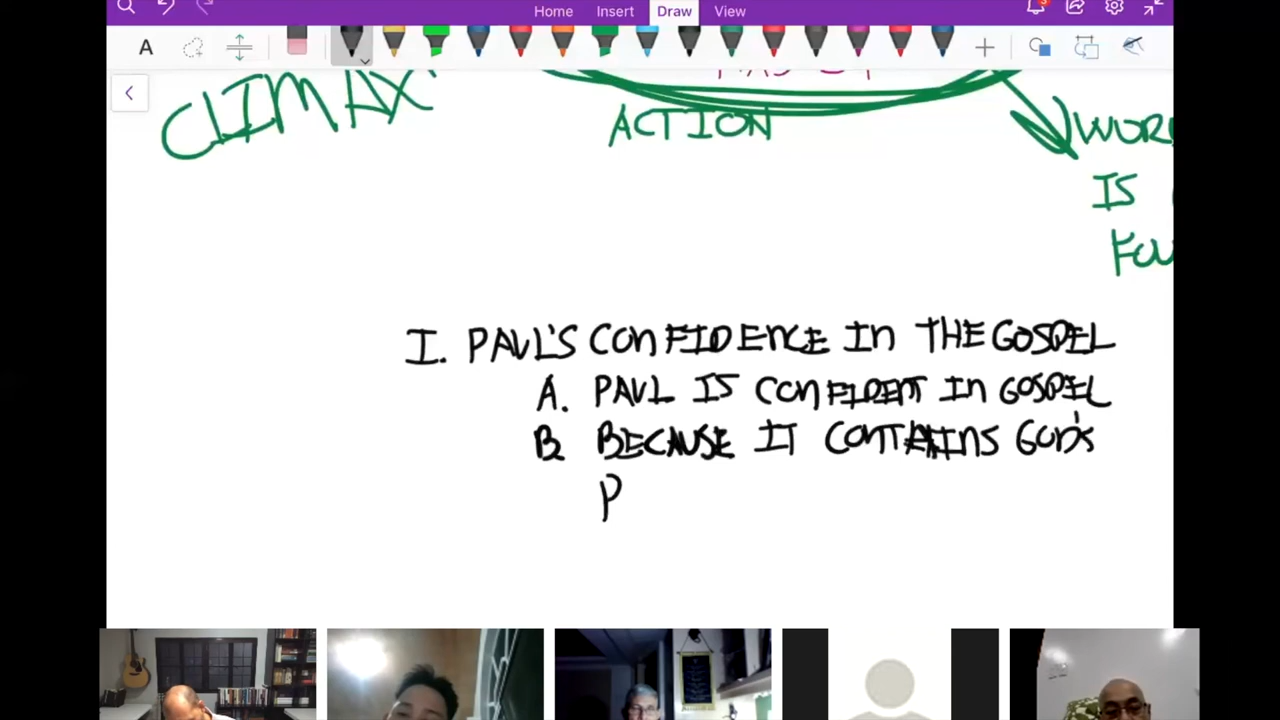 Home Insert Draw View
A
CLIMAX
ACTION
IS
I. PAUL'S CONFIDENCE IN THE GOSPEL
A. PAUL IS CONFIDENT IN GOSPEL
B. BECAUSE IT CONTAINS GOD'S
P